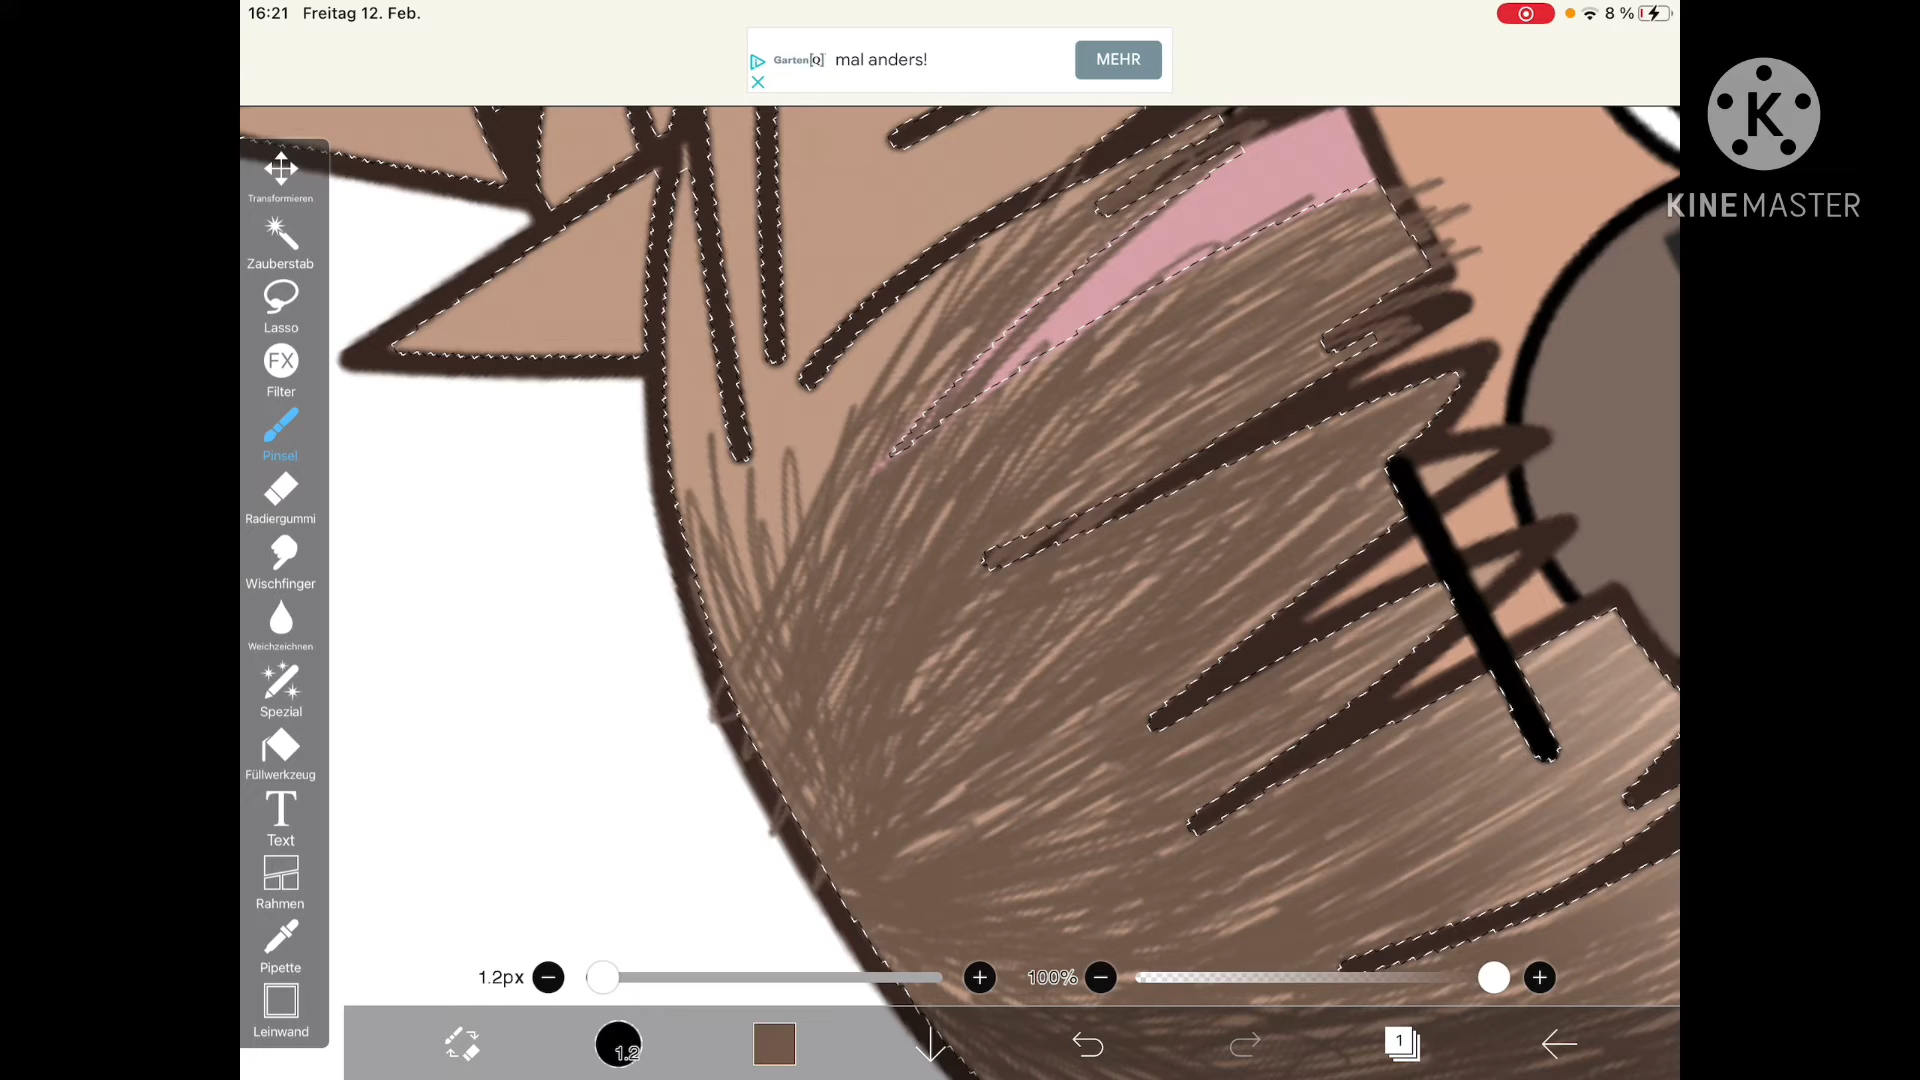 16:21 Freitag 12. Feb.
8 %
Garten[Q] mal anders!
MEHR
K
KINEMASTER
Transformieren
Zauberstab
Lasso
FX
Filter
Pinsel
Radiergummi
Wischfinger
Weichzeichnen
Spezial
Füllwerkzeug
T
Text
Rahmen
Pipette
Leinwand
1.2px
100%
1.2
1